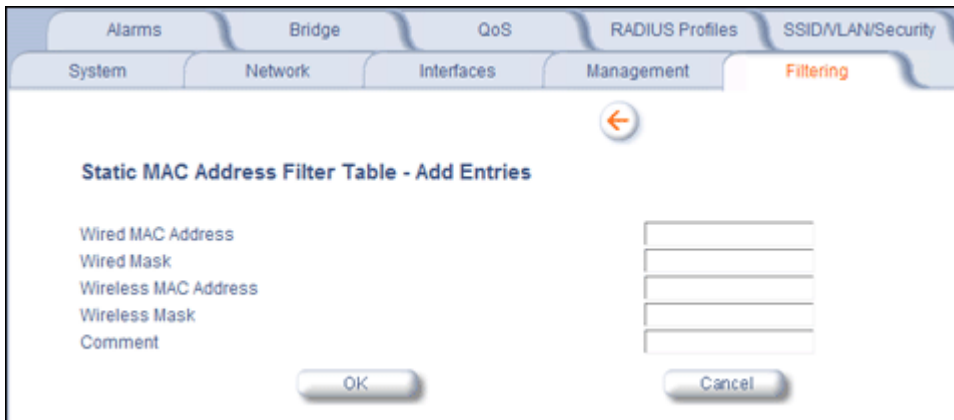 Alarms Bridge QoS RADIUS Profiles SSID/VLAN/Security
System Network Interfaces Management Filtering
Static MAC Address Filter Table - Add Entries
Wired MAC Address
Wired Mask
Wireless MAC Address
Wireless Mask
Comment
OK Cancel